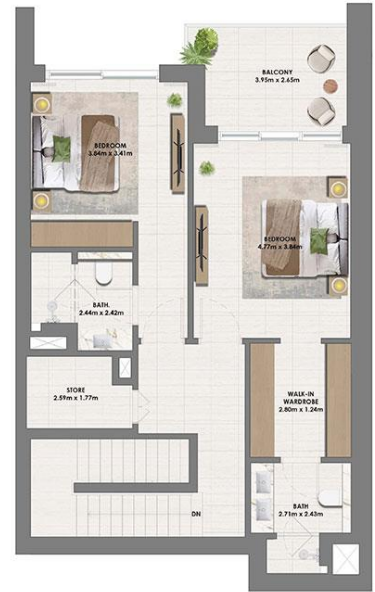 BALCONY
3.95m x 2.65m
BEDROOM
3.84m x 3.41m
BEDROOM
4.77m x 3.84m
BATH.
2.44m x 2.42m
STORE
2.59m x 1.77m
WALK-IN
WARDROBE
2.80m x 1.24m
BATH
2.71m x 2.43m
DN